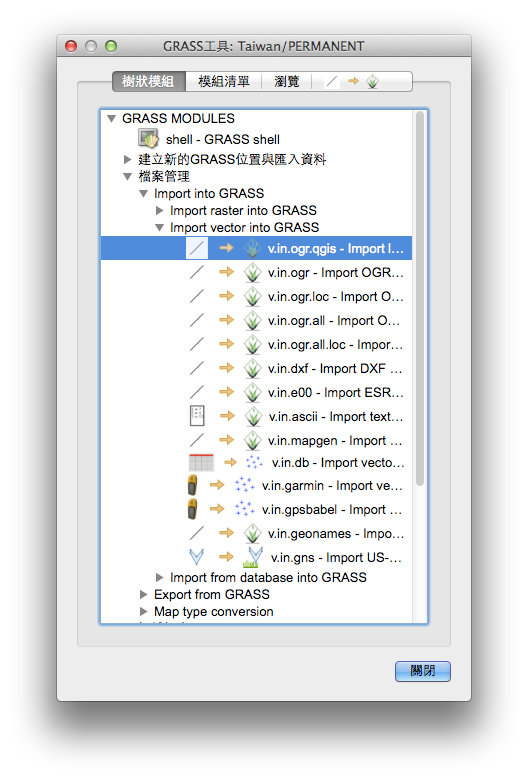 GRASS工具: Taiwan/PERMANENT
樹狀模組 模組清單 瀏覽
GRASS MODULES
shell - GRASS shell
建立新的GRASS位置與匯入資料
檔案管理
Import into GRASS
Import raster into GRASS
Import vector into GRASS
v.in.ogr.qgis - Import l…
v.in.ogr - Import OGR…
v.in.ogr.loc - Import O…
v.in.ogr.all - Import O…
v.in.ogr.all.loc - Impor…
v.in.dxf - Import DXF …
v.in.e00 - Import ESR…
v.in.ascii - Import text…
v.in.mapgen - Import …
v.in.db - Import vecto…
v.in.garmin - Import ve…
v.in.gpsbabel - Import …
v.in.geonames - Impo…
v.in.gns - Import US-…
Import from database into GRASS
Export from GRASS
Map type conversion
關閉